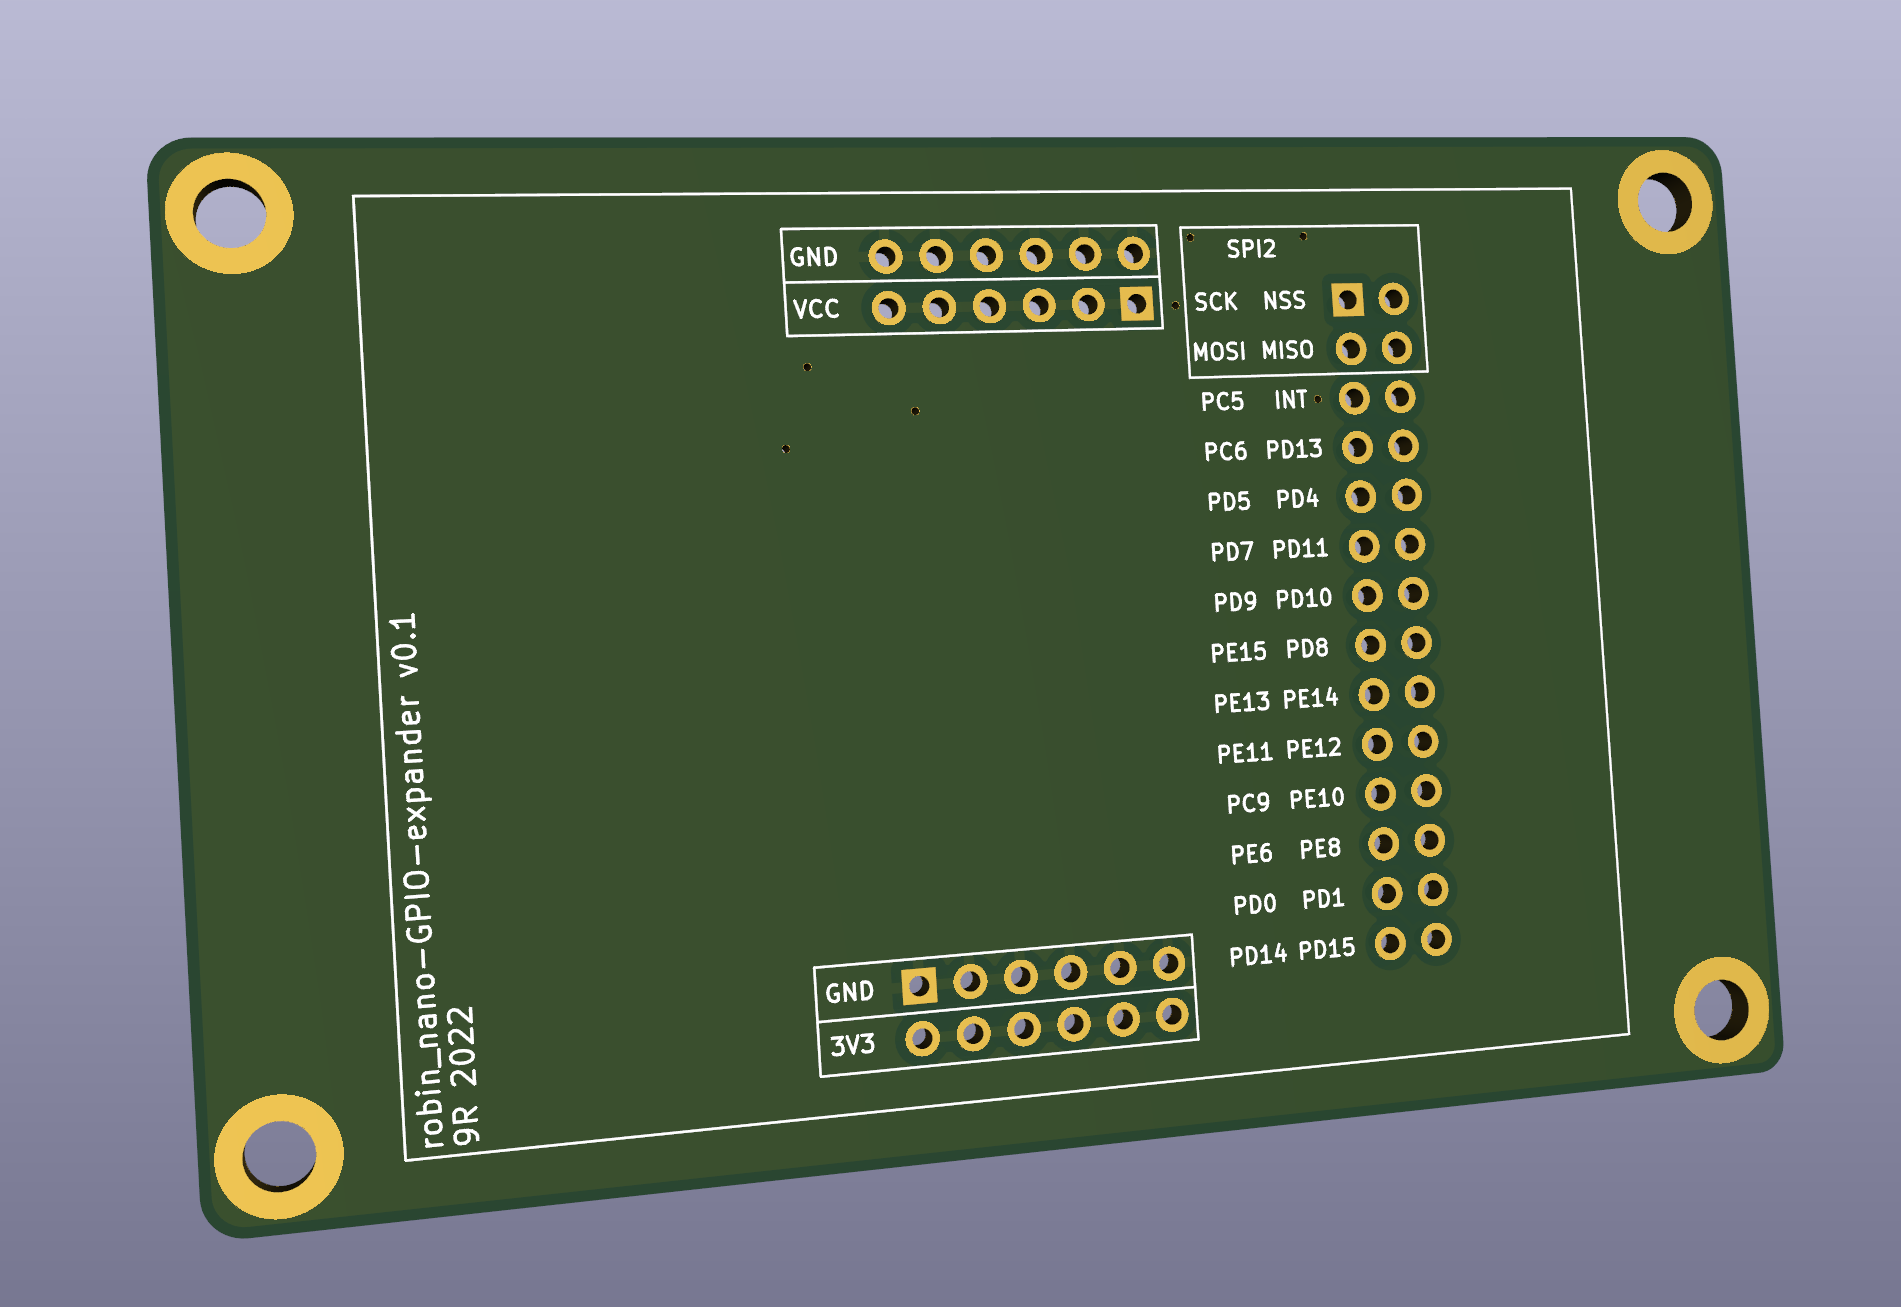 GND
VCC
SPI2
SCK NSS
MOSI MISO
PC5 INT
PC6 PD13
PD5 PD4
PD7 PD11
PD9 PD10
PE15 PD8
PE13 PE14
PE11 PE12
PC9 PE10
PE6 PE8
PD0 PD1
PD14 PD15
GND
3V3
robin_nano-GPIO-expander v0.1
9R 2022